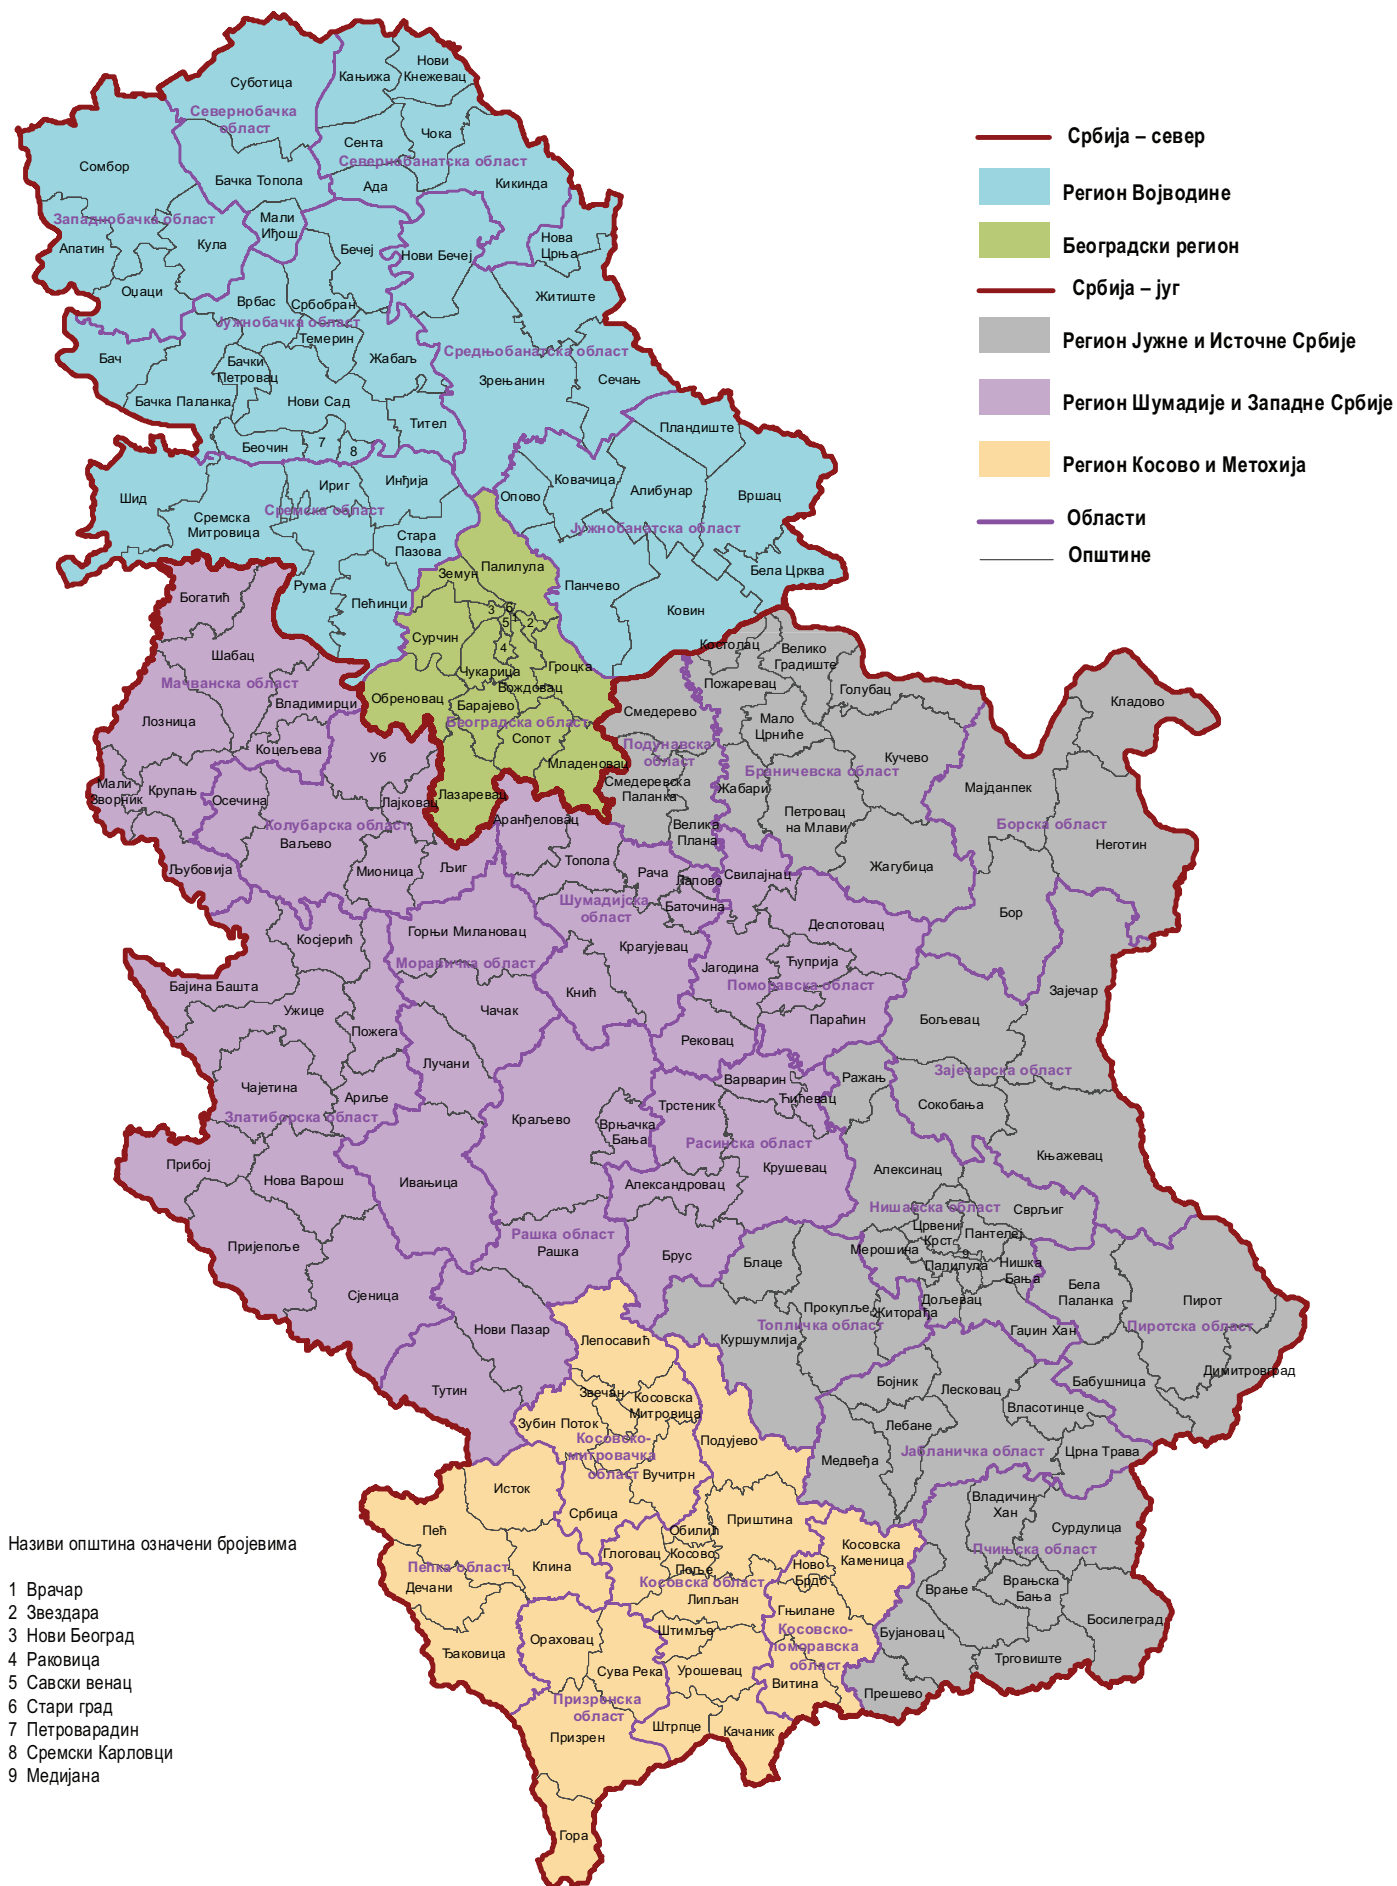 Суботица
Кањижа
Нови
Кнежевац
Севернобачка
област
Сента
Чока
Севернобанатска област
Сомбор
Бачка Топола
Ада
Кикинда
Западнобачка област
Мали
Иђош
Апатин
Кула
Бечеј
Нови Бечеј
Нова
Црња
Оџаци
Врбас
Србобран
Житиште
Јужнобачка област
Темерин
Бач
Бачки
Петровац
Жабаљ
Средњобанатска област
Зрењанин
Сечањ
Бачка Паланка
Нови Сад
Тител
Пландиште
Беочин
7
8
Шид
Ириг
Инђија
Опово
Ковачица
Алибунар
Вршац
Сремска
Митровица
Сремска област
Стара
Пазова
Јужнобанатска област
Рума
Пећинци
Земун
Палилула
Панчево
Бела Црква
Ковин
Богатић
3
6
1
5
2
4
Сурчин
Шабац
Чукарица
Гроцка
Костолац
Велико
Градиште
Мачванска област
Владимирци
Обреновац
Вождовац
Барајево
Пожаревац
Голубац
Кладово
Лозница
Коцељева
Београдска област
Сопот
Смедерево
Мало
Црниће
Уб
Младеновац
Подунавска
област
Браничевска област
Кучево
Мали
Зворник
Крупањ
Осечина
Лајковац
Лазаревац
Смедеревска
Паланка
Жабари
Мајданпек
Колубарска област
Ваљево
Аранђеловац
Велика
Плана
Петровац
на Млави
Борска област
Неготин
Љубовија
Мионица
Љиг
Топола
Рача
Лапово
Свилајнац
Жагубица
Шумадијска
област
Баточина
Косјерић
Горњи Милановац
Деспотовац
Бор
Моравичка област
Крагујевац
Јагодина
Ћуприја
Бајина Башта
Поморавска област
Зајечар
Ужице
Чачак
Кнић
Параћин
Бољевац
Пожега
Рековац
Лучани
Чајетина
Варварин
Ражањ
Зајечарска област
Ариље
Трстеник
Ћићевац
Сокобања
Златиборска област
Краљево
Врњачка
Бања
Расинска област
Прибој
Нова Варош
Ивањица
Крушевац
Алексинац
Књажевац
Александровац
Нишавска област
Сврљиг
Пријепоље
Рашка област
Рашка
Брус
Блаце
Мерошина
Црвени
Крст
Пантелеј
9
Палилула
Нишка
Бања
Бела
Паланка
Пирот
Сјеница
Нови Пазар
Прокупље
Житорађа
Дољевац
Топличка област
Куршумлија
Гаџин Хан
Пиротска област
Лепосавић
Димитровград
Тутин
Звечан
Косовска
Митровица
Бојник
Лесковац
Бабушница
Власотинце
Зубин Поток
Лебане
Косовско-
митровачка
област
Подујево
Медвеђа
Јабланичка област
Црна Трава
Исток
Вучитрн
Србица
Приштина
Владичин
Хан
Сурдулица
Пећ
Обилић
Косовска
Каменица
Пчињска област
Пећка област
Клина
Глоговац
Косово
Поље
Ново
Брдо
Дечани
Косовска област
Липљан
Врање
Врањска
Бања
Босилеград
Гњилане
Ђаковица
Ораховац
Штимље
Косовско-
поморавска
област
Бујановац
Сува Река
Урошевац
Трговиште
Витина
Прешево
Призренска
област
Призрен
Штрпце
Качаник
Гора
Србија – север
Регион Војводине
Београдски регион
Србија – југ
Регион Јужне и Источне Србије
Регион Шумадије и Западне Србије
Регион Косово и Метохија
Области
Општине
Називи општина означени бројевима
1 Врачар
2 Звездара
3 Нови Београд
4 Раковица
5 Савски венац
6 Стари град
7 Петроварадин
8 Сремски Карловци
9 Медијана